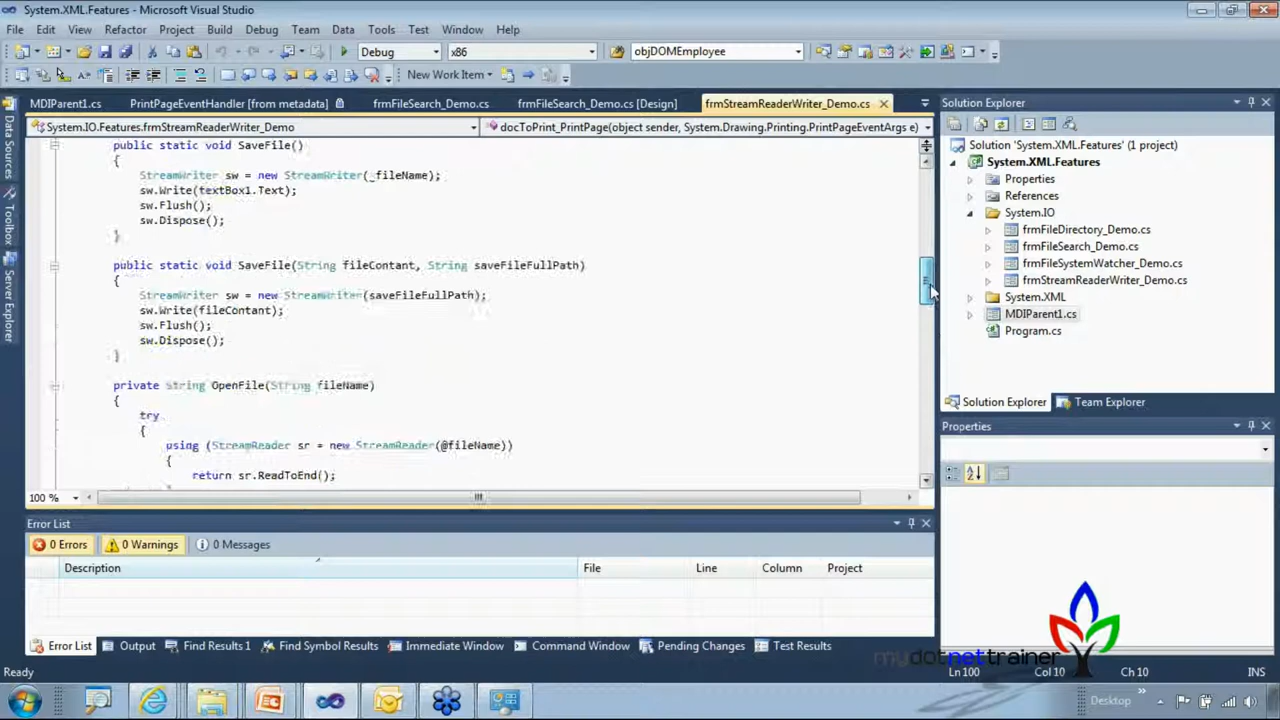 System.XML.Features - Microsoft Visual Studio
File Edit View Refactor Project Build Debug Team Data Tools Test Window Help
Debug x86 objDOMEmployee
New Work Item
MDIParent1.cs PrintPageEventHandler [from metadata] frmFileSearch_Demo.cs frmFileSearch_Demo.cs [Design] frmStreamReaderWriter_Demo.cs
System.IO.Features.frmStreamReaderWriter_Demo docToPrint_PrintPage(object sender, System.Drawing.Printing.PrintPageEventArgs e)
public static void SaveFile()
{
StreamWriter sw = new StreamWriter(_fileName);
sw.Write(textBox1.Text);
sw.Flush();
sw.Dispose();
}
public static void SaveFile(String fileContant, String saveFileFullPath)
{
StreamWriter sw = new StreamWriter(saveFileFullPath);
sw.Write(fileContant);
sw.Flush();
sw.Dispose();
}
private String OpenFile(String fileName)
{
try
{
using (StreamReader sr = new StreamReader(@fileName))
{
return sr.ReadToEnd();
100 %
Data Sources
Toolbox
Server Explorer
Solution Explorer
Solution 'System.XML.Features' (1 project)
System.XML.Features
Properties
References
System.IO
frmFileDirectory_Demo.cs
frmFileSearch_Demo.cs
frmFileSystemWatcher_Demo.cs
frmStreamReaderWriter_Demo.cs
System.XML
MDIParent1.cs
Program.cs
Solution Explorer Team Explorer
Properties
Error List
0 Errors 0 Warnings 0 Messages
Description File Line Column Project
Error List Output Find Results 1 Find Symbol Results Immediate Window Command Window Pending Changes Test Results
mydotnettrainer
Ready Ln 100 Col 10 Ch 10 INS
Desktop